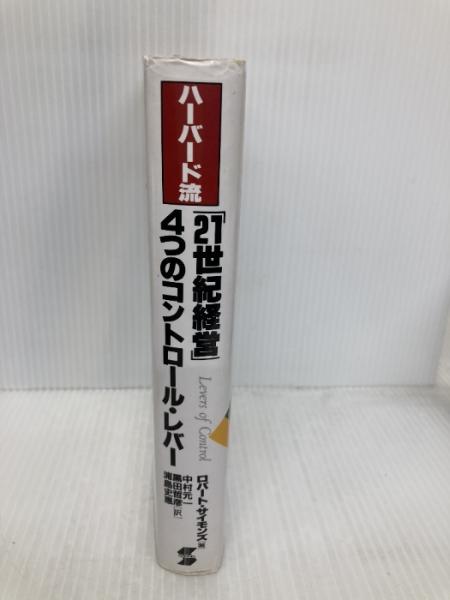 ハーバード流
「21世紀経営」
4つのコントロール・レバー
Levers of Control
ロバート・サイモンズ 著
中村元一
黒田哲彦
浦島史惠
訳